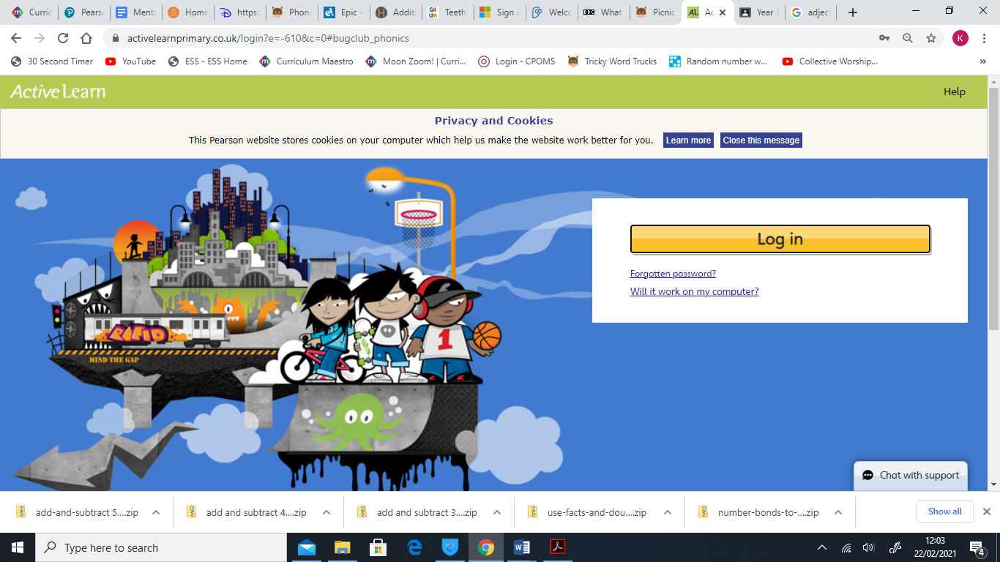 Curric
Pearso
Menta
Home
https:
Phoni
Epic -
Additi
Teeth
Sign i
Welco
What
Picnic
Ac
Year 1
adjec
activelearnprimary.co.uk/login?e=-610&c=0#bugclub_phonics
K
30 Second Timer
YouTube
ESS - ESS Home
Curriculum Maestro
Moon Zoom! | Curri...
Login - CPOMS
Tricky Word Trucks
Random number w...
Collective Worship...
ActiveLearn
Help
Privacy and Cookies
This Pearson website stores cookies on your computer which help us make the website work better for you. Learn more Close this message
Log in
Forgotten password?
Will it work on my computer?
MIND THE GAP
1
Chat with support
add-and-subtract 5....zip
add and subtract 4....zip
add and subtract 3....zip
use-facts-and-dou....zip
number-bonds-to-....zip
Show all
Type here to search
12:03
22/02/2021
4